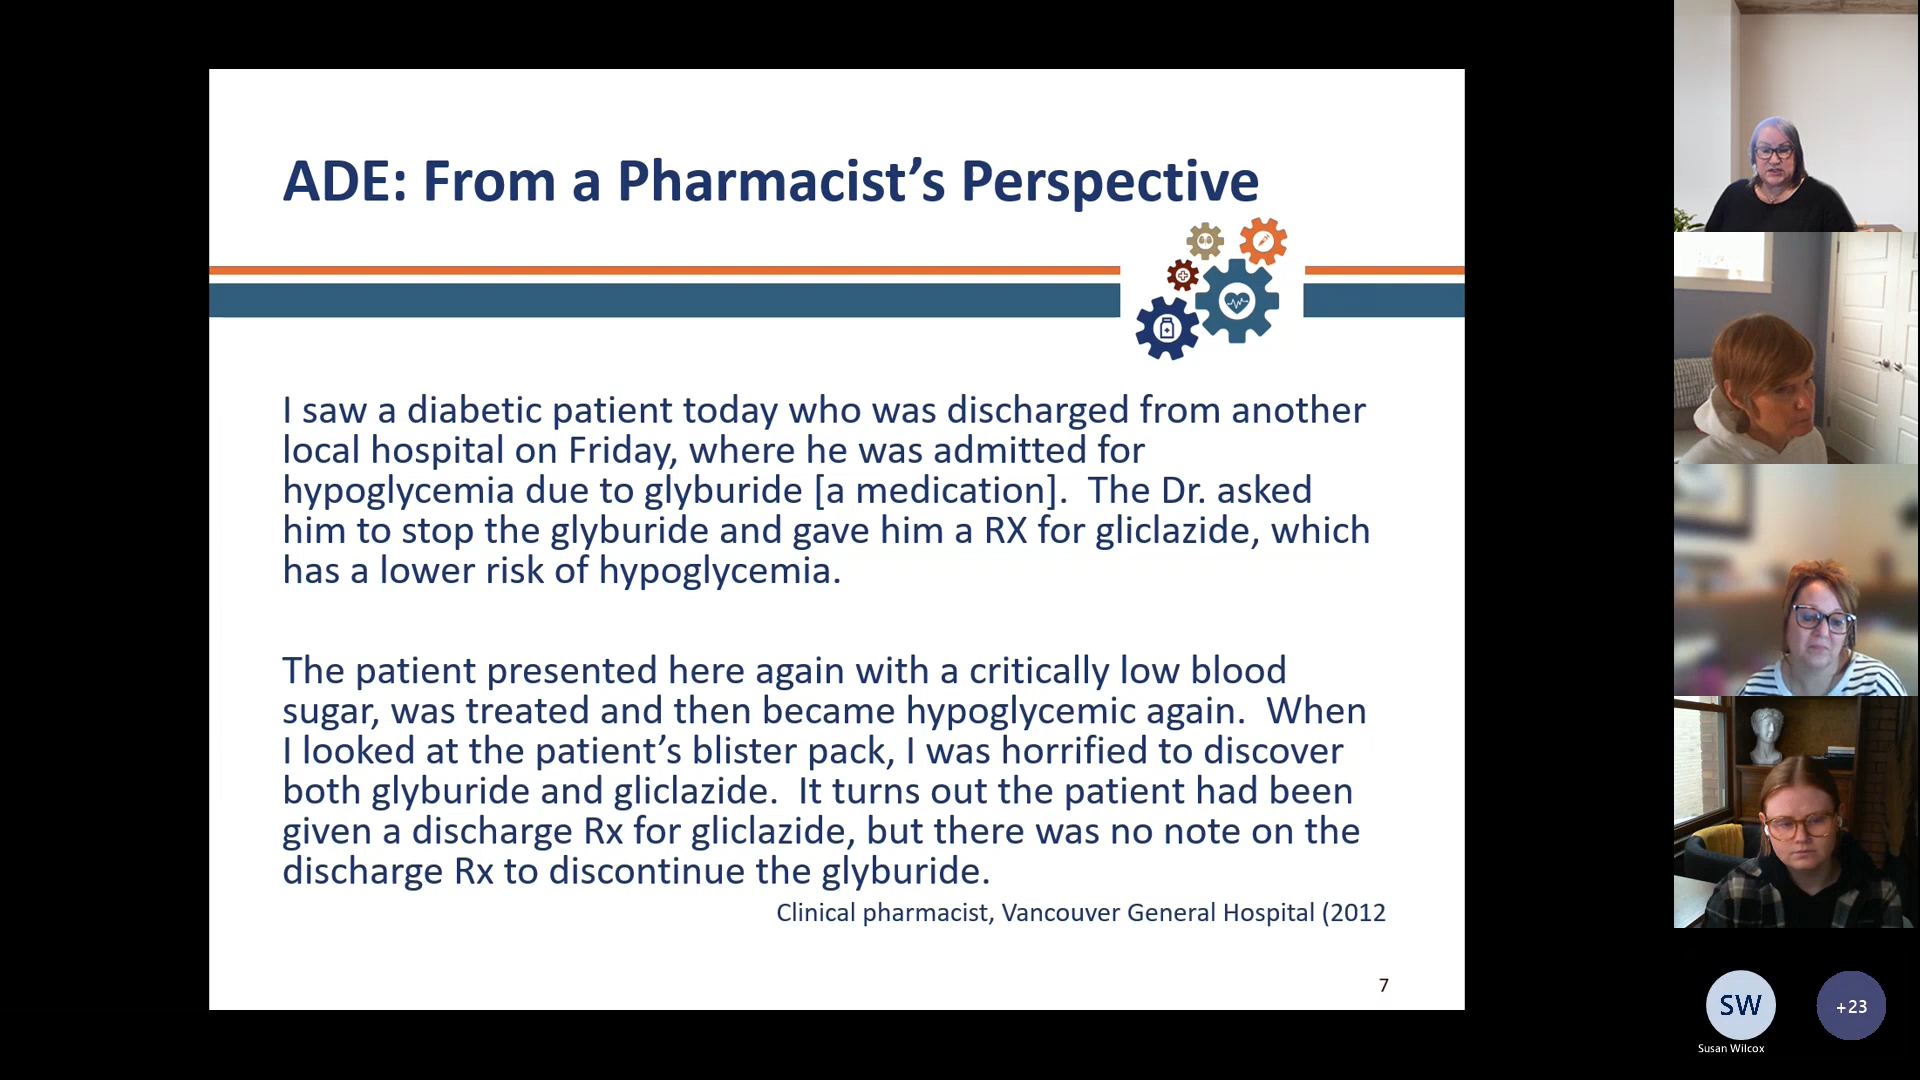 ADE: From a Pharmacist’s Perspective
I saw a diabetic patient today who was discharged from another
local hospital on Friday, where he was admitted for
hypoglycemia due to glyburide [a medication].  The Dr. asked
him to stop the glyburide and gave him a RX for gliclazide, which
has a lower risk of hypoglycemia.
The patient presented here again with a critically low blood
sugar, was treated and then became hypoglycemic again.  When
I looked at the patient’s blister pack, I was horrified to discover
both glyburide and gliclazide.  It turns out the patient had been
given a discharge Rx for gliclazide, but there was no note on the
discharge Rx to discontinue the glyburide.
Clinical pharmacist, Vancouver General Hospital (2012
7
SW
+23
Susan Wilcox